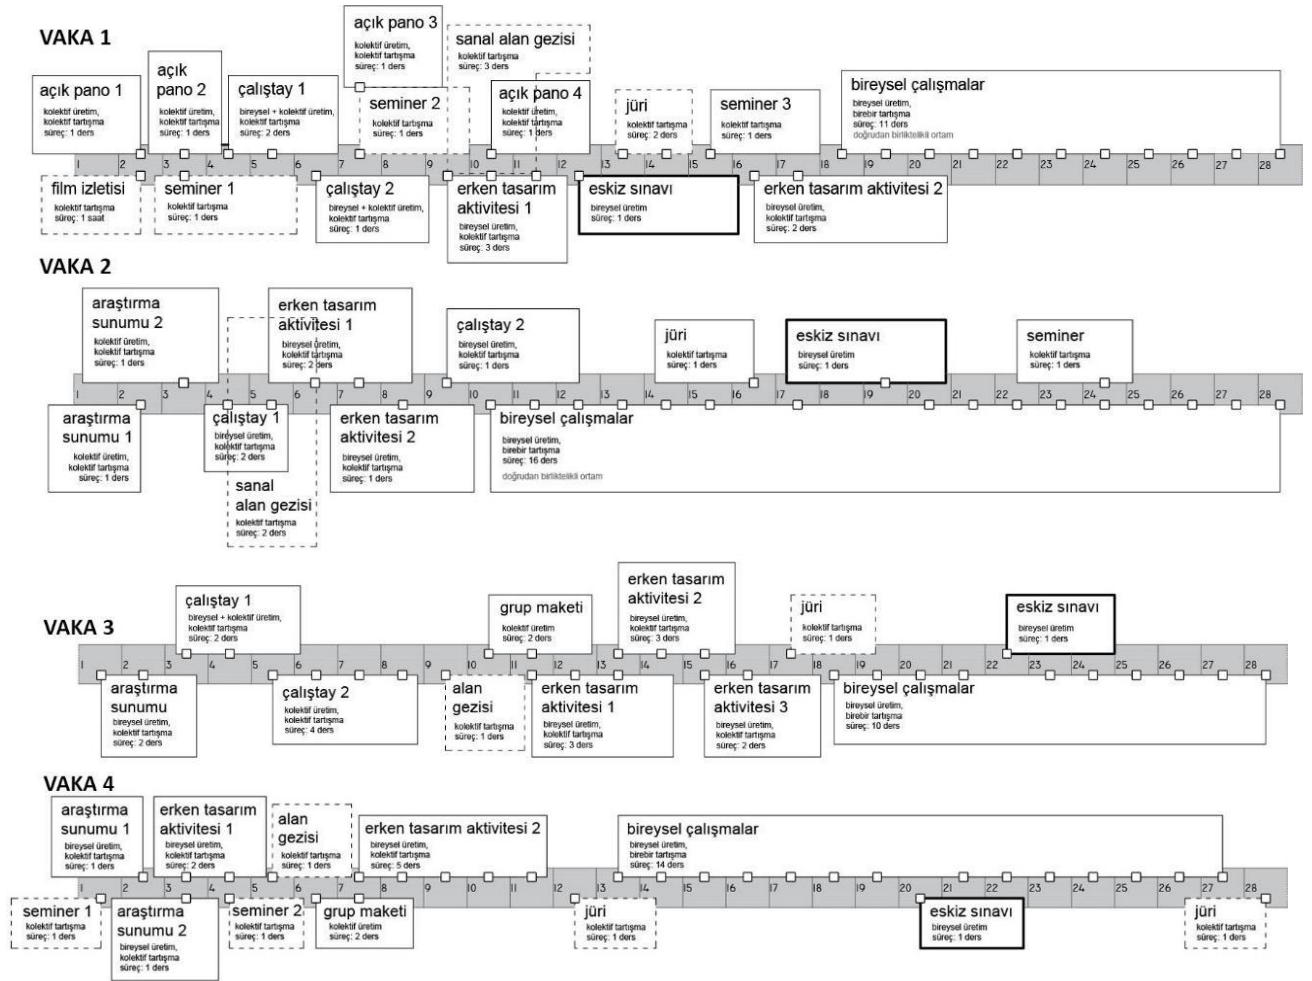 VAKA 1
açık pano 1
kolektif üretim,
kolektif tartışma
süreç: 1 ders
açık
pano 2
kolektif üretim,
kolektif tartışma
süreç: 1 ders
çalıştay 1
bireysel + kolektif üretim,
kolektif tartışma
süreç: 2 ders
açık pano 3
kolektif üretim,
kolektif tartışma
süreç: 1 ders
seminer 2
kolektif tartışma
süreç: 1 ders
sanal alan gezisi
kolektif tartışma
süreç: 3 ders
açık pano 4
kolektif üretim,
kolektif tartışma
süreç: 1 ders
jüri
kolektif tartışma
süreç: 2 ders
seminer 3
kolektif tartışma
süreç: 1 ders
bireysel çalışmalar
bireysel üretim,
birebir tartışma
süreç: 11 ders
doğrudan birliktelikli ortam
1 2 3 4 5 6 7 8 9 10 11 12 13 14 15 16 17 18 19 20 21 22 23 24 25 26 27 28
film izletisi
kolektif tartışma
süreç: 1 saat
seminer 1
kolektif tartışma
süreç: 1 ders
çalıştay 2
bireysel + kolektif üretim,
kolektif tartışma
süreç: 1 ders
erken tasarım
aktivitesi 1
bireysel üretim,
kolektif tartışma
süreç: 3 ders
eskiz sınavı
bireysel üretim
süreç: 1 ders
erken tasarım aktivitesi 2
bireysel üretim,
kolektif tartışma
süreç: 2 ders
VAKA 2
araştırma
sunumu 2
kolektif üretim,
kolektif tartışma
süreç: 1 ders
erken tasarım
aktivitesi 1
bireysel üretim,
kolektif tartışma
süreç: 2 ders
çalıştay 2
bireysel üretim,
kolektif tartışma
süreç: 1 ders
jüri
kolektif tartışma
süreç: 1 ders
eskiz sınavı
bireysel üretim
süreç: 1 ders
seminer
kolektif tartışma
süreç: 1 ders
1 2 3 4 5 6 7 8 9 10 11 12 13 14 15 16 17 18 19 20 21 22 23 24 25 26 27 28
araştırma
sunumu 1
kolektif üretim,
kolektif tartışma
süreç: 1 ders
çalıştay 1
bireysel üretim,
kolektif tartışma
süreç: 2 ders
sanal
alan gezisi
kolektif tartışma
süreç: 2 ders
erken tasarım
aktivitesi 2
bireysel üretim,
kolektif tartışma
süreç: 1 ders
bireysel çalışmalar
bireysel üretim,
birebir tartışma
süreç: 16 ders
doğrudan birliktelikli ortam
VAKA 3
çalıştay 1
bireysel + kolektif üretim,
kolektif tartışma
süreç: 2 ders
grup maketi
kolektif üretim
süreç: 2 ders
erken tasarım
aktivitesi 2
bireysel üretim,
kolektif tartışma
süreç: 3 ders
jüri
kolektif tartışma
süreç: 1 ders
eskiz sınavı
bireysel üretim
süreç: 1 ders
1 2 3 4 5 6 7 8 9 10 11 12 13 14 15 16 17 18 19 20 21 22 23 24 25 26 27 28
araştırma
sunumu
bireysel üretim,
kolektif tartışma
süreç: 2 ders
çalıştay 2
kolektif üretim,
kolektif tartışma
süreç: 4 ders
alan
gezisi
kolektif tartışma
süreç: 1 ders
erken tasarım
aktivitesi 1
bireysel üretim,
kolektif tartışma
süreç: 3 ders
erken tasarım
aktivitesi 3
bireysel üretim,
kolektif tartışma
süreç: 2 ders
bireysel çalışmalar
bireysel üretim,
birebir tartışma
süreç: 10 ders
VAKA 4
araştırma
sunumu 1
bireysel üretim,
kolektif tartışma
süreç: 1 ders
erken tasarım
aktivitesi 1
bireysel üretim,
kolektif tartışma
süreç: 2 ders
alan
gezisi
kolektif tartışma
süreç: 1 ders
erken tasarım aktivitesi 2
bireysel üretim,
kolektif tartışma
süreç: 5 ders
bireysel çalışmalar
bireysel üretim,
birebir tartışma
süreç: 14 ders
1 2 3 4 5 6 7 8 9 10 11 12 13 14 15 16 17 18 19 20 21 22 23 24 25 26 27 28
seminer 1
kolektif tartışma
süreç: 1 ders
araştırma
sunumu 2
bireysel üretim,
kolektif tartışma
süreç: 1 ders
seminer 2
kolektif tartışma
süreç: 1 ders
grup maketi
kolektif üretim
süreç: 2 ders
jüri
kolektif tartışma
süreç: 1 ders
eskiz sınavı
bireysel üretim
süreç: 1 ders
jüri
kolektif tartışma
süreç: 1 ders